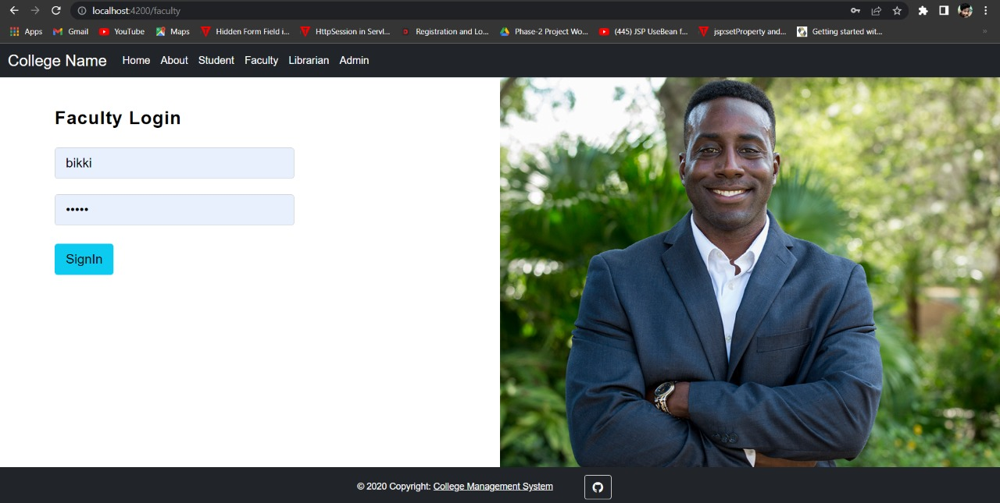 localhost:4200/faculty
Apps Gmail YouTube Maps Hidden Form Field i... HttpSession in Servl... Registration and Lo... Phase-2 Project Wo... (445) JSP UseBean f... jsp:setProperty and... Getting started wit... »
College Name Home About Student Faculty Librarian Admin
Faculty Login
bikki
•••••
SignIn
© 2020 Copyright: College Management System